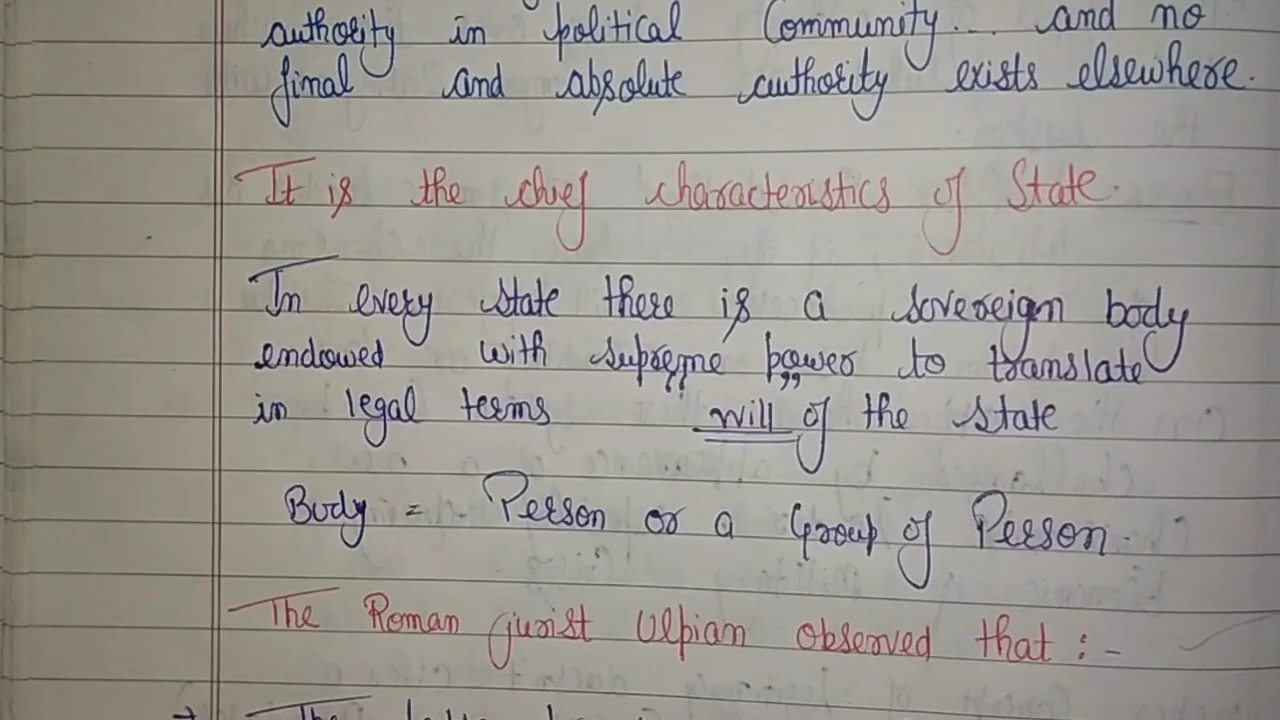 authority in political Community... and no
final and absolute authority exists elsewhere.
It is the chief characteristics of State.
In every state there is a sovereign body
endowed with supreme power to translate
in legal terms "will" of the state
Body = Person or a Group of Person.
The Roman jurist Ulpian observed that :-